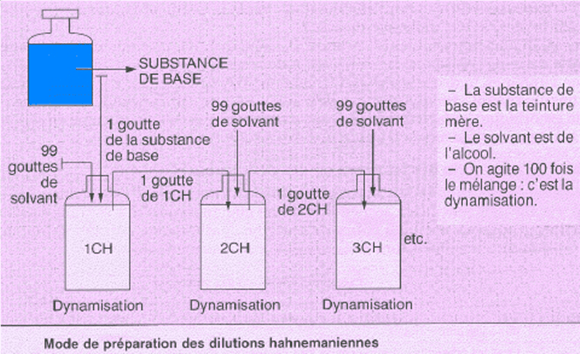 SUBSTANCE
DE BASE
1 goutte
de la substance
de base
99
gouttes
de
solvant
99 gouttes
de solvant
99 gouttes
de solvant
1 goutte
de 1CH
1 goutte
de 2CH
1CH
2CH
3CH
etc.
Dynamisation
Dynamisation
Dynamisation
– La substance de
base est la teinture
mère.
– Le solvant est de
l'alcool.
– On agite 100 fois
le mélange : c'est la
dynamisation.
Mode de préparation des dilutions hahnemaniennes